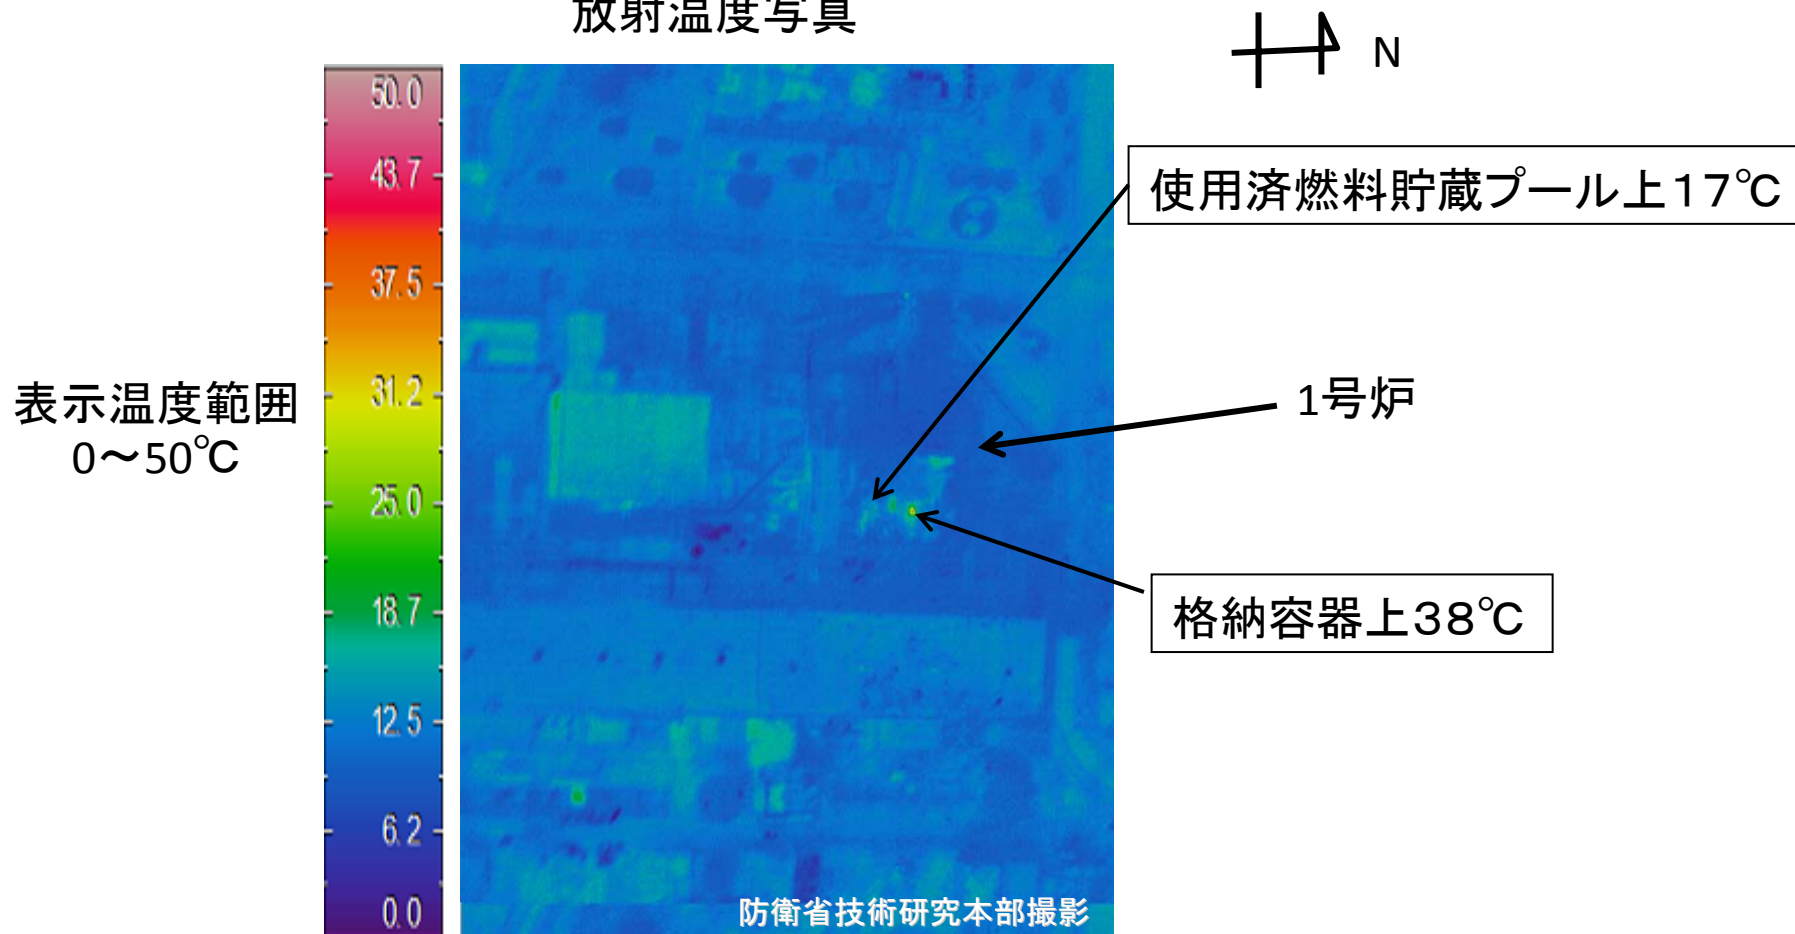 放射温度写真
N
50.0
43.7
37.5
31.2
25.0
18.7
12.5
6.2
0.0
表示温度範囲
0～50℃
使用済燃料貯蔵プール上17℃
1号炉
格納容器上38℃
防衛省技術研究本部撮影